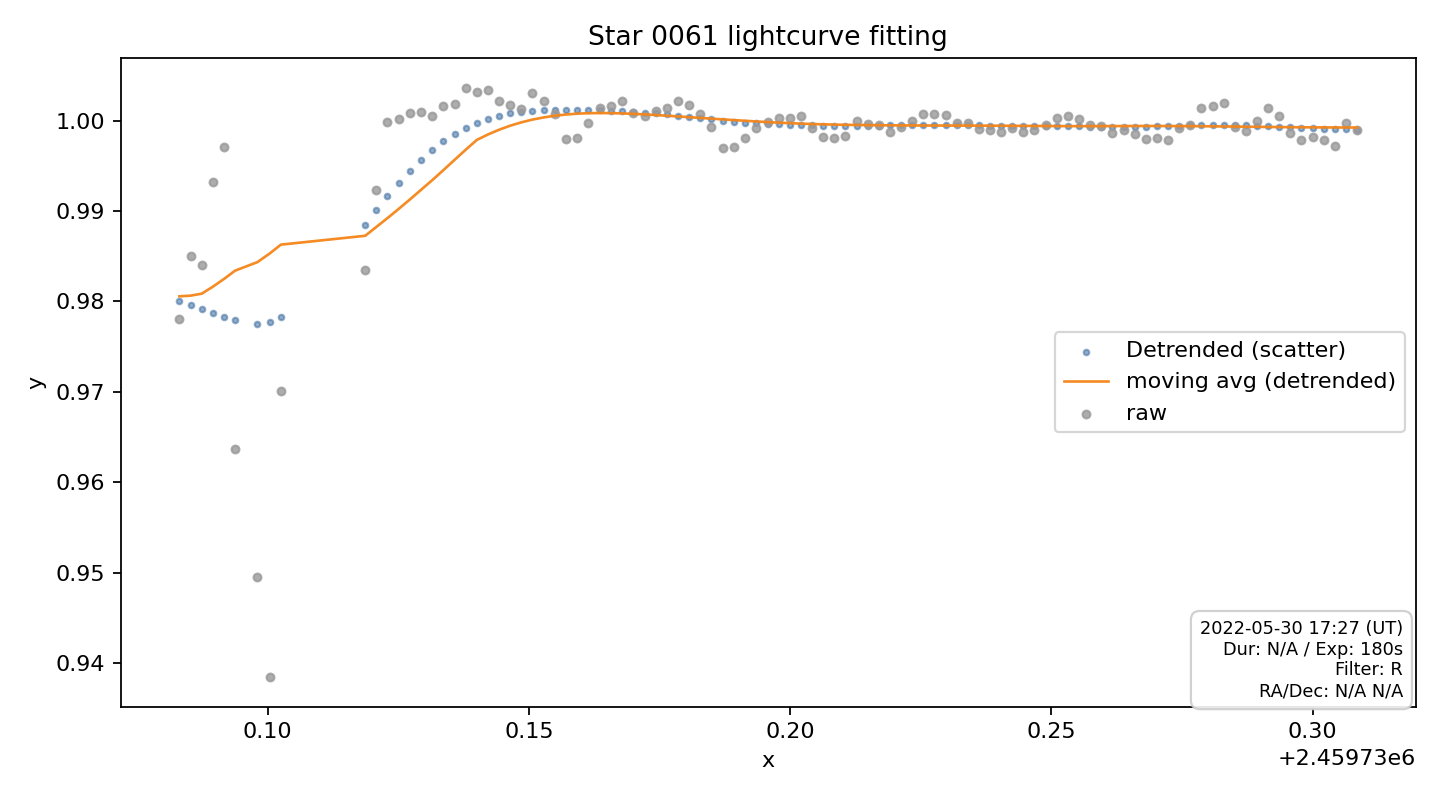 Star 0061 lightcurve fitting
y
1.00
0.99
0.98
0.97
0.96
0.95
0.94
Detrended (scatter)
moving avg (detrended)
raw
2022-05-30 17:27 (UT)
Dur: N/A / Exp: 180s
Filter: R
RA/Dec: N/A N/A
0.10 0.15 0.20 0.25 0.30
+2.45973e6
x